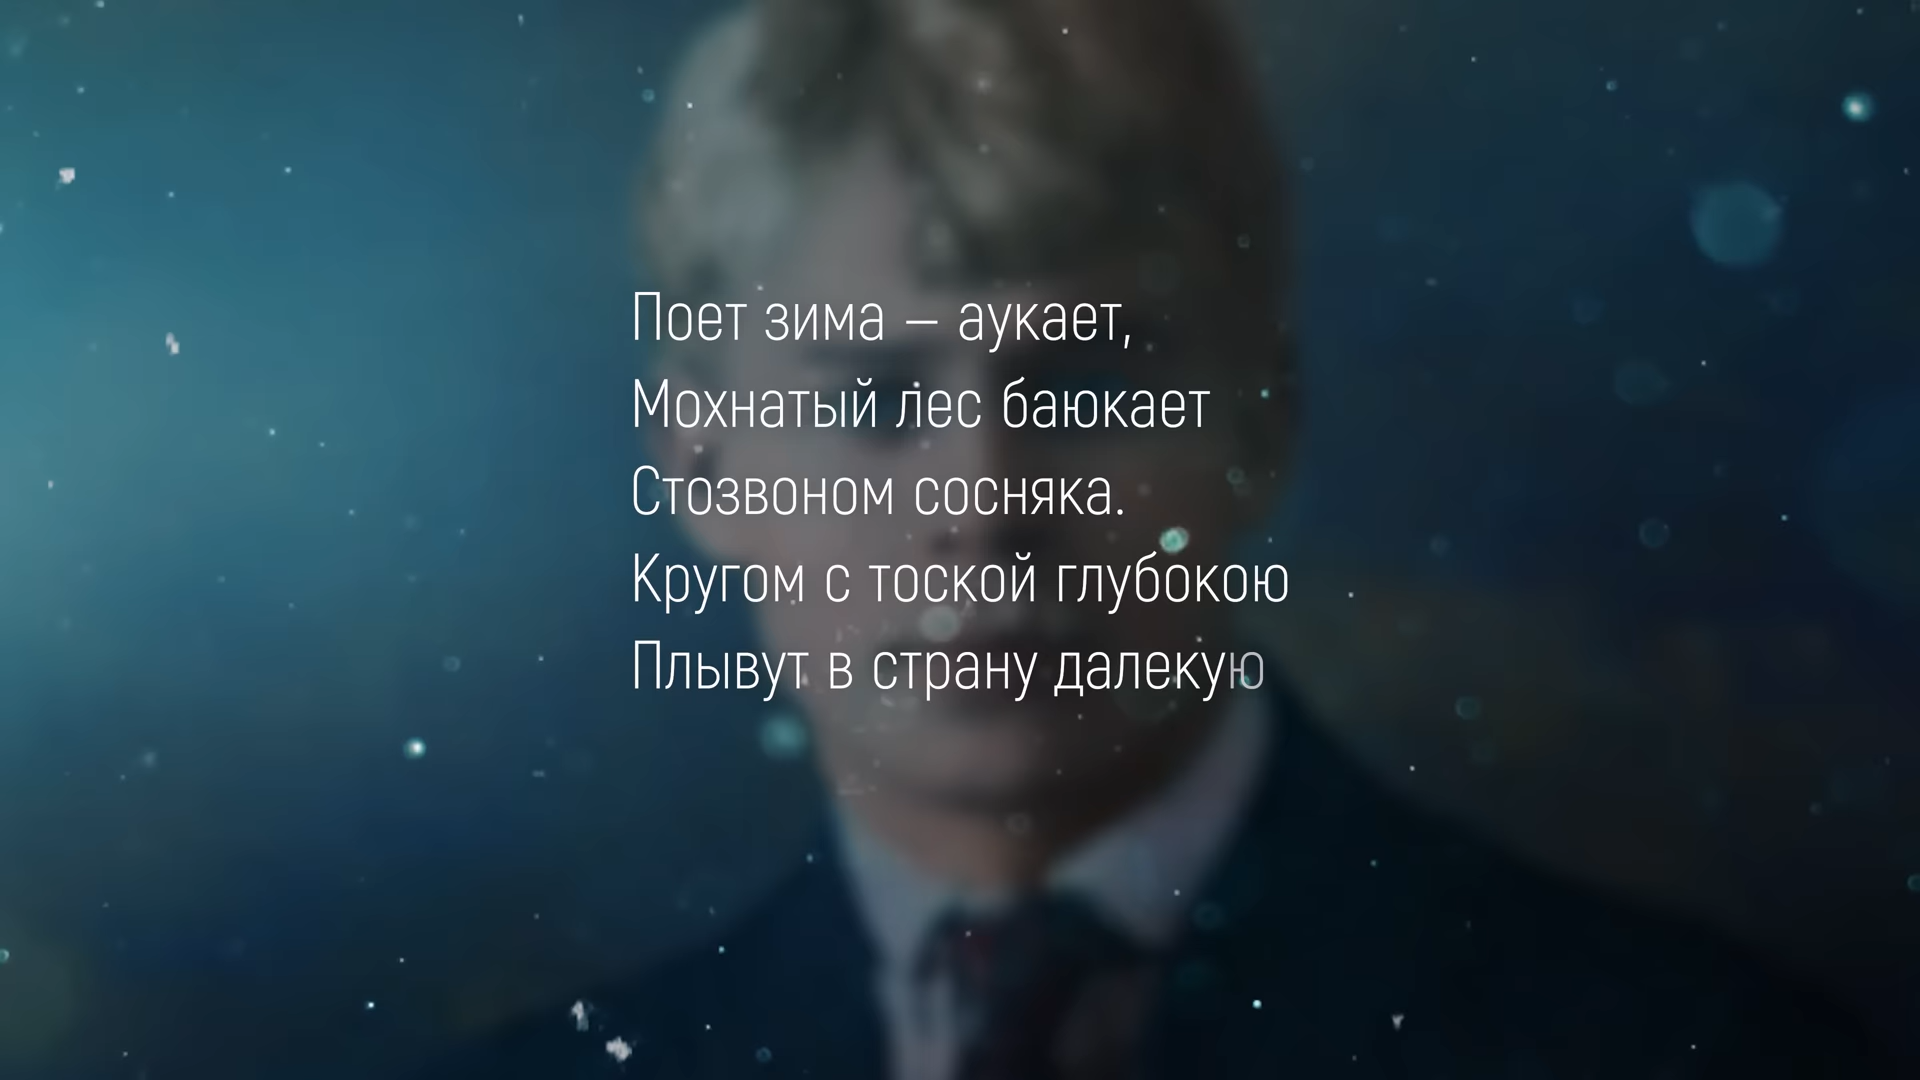 Поет зима – аукает,
Мохнатый лес баюкает
Стозвоном сосняка.
Кругом с тоской глубокою
Плывут в страну далекую